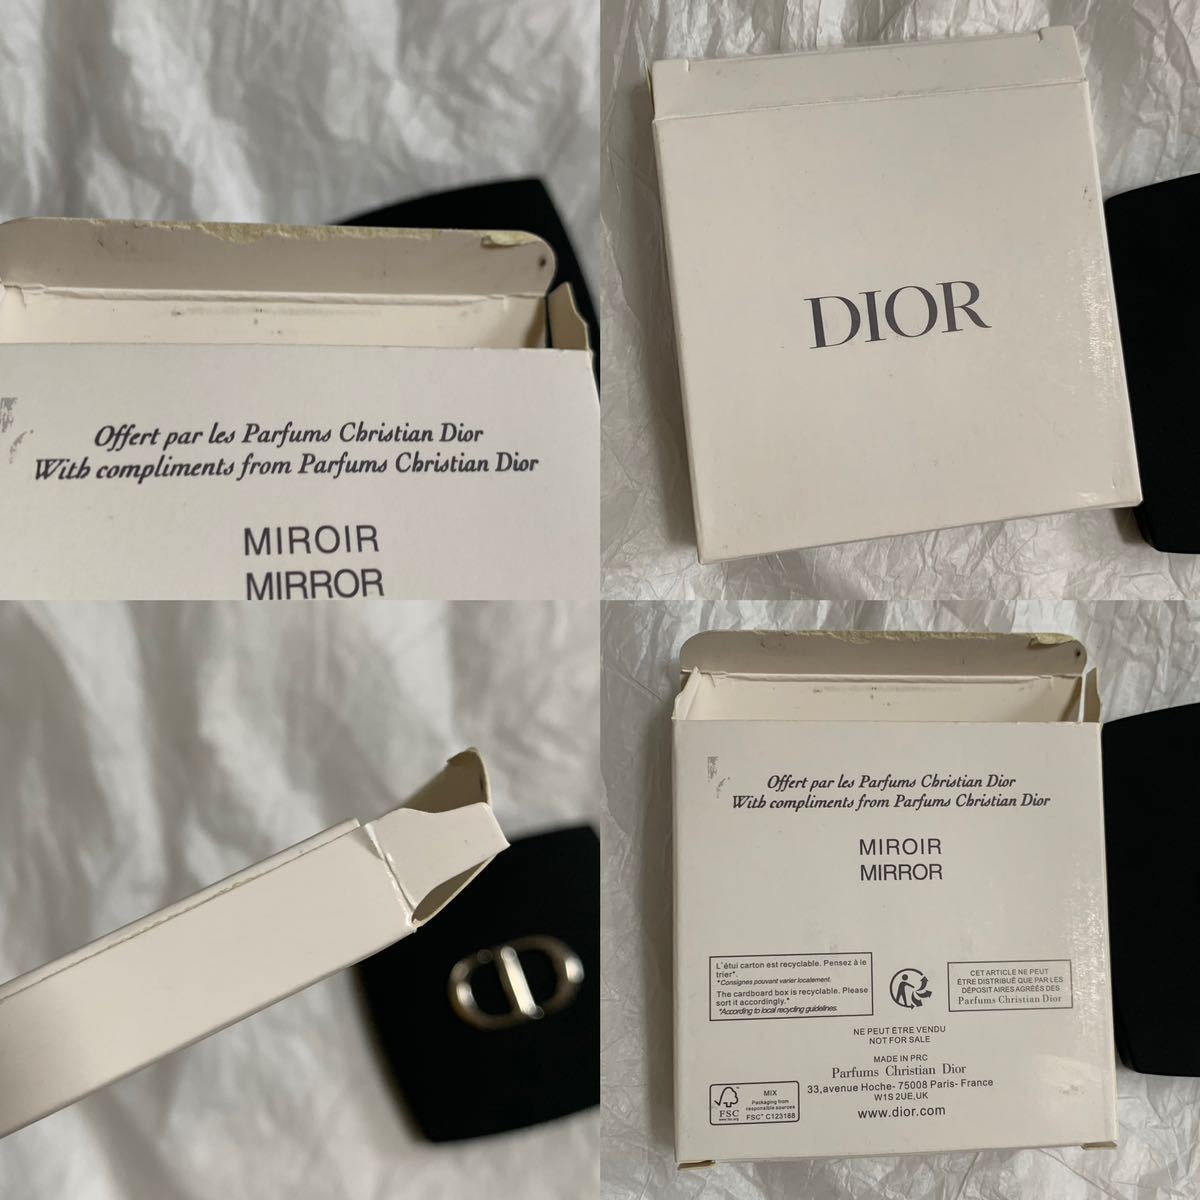 Offert par les Parfums Christian Dior
With compliments from Parfums Christian Dior
MIROIR
MIRROR
DIOR
Offert par les Parfums Christian Dior
With compliments from Parfums Christian Dior
MIROIR
MIRROR
L'étui carton est recyclable. Pensez à le
trier*.
*Consignes pouvant varier localement.
The cardboard box is recyclable. Please
sort it accordingly.*
*According to local recycling guidelines.
CET ARTICLE NE PEUT
ÊTRE DISTRIBUÉ QUE PAR LES
DÉPOSITAIRES AGRÉÉS DES
Parfums Christian Dior
NE PEUT ÊTRE VENDU
NOT FOR SALE
MADE IN PRC
Parfums Christian Dior
33,avenue Hoche- 75008 Paris- France
W1S 2UE,UK
www.dior.com
FSC
www.fsc.org
MIX
Packaging from
responsible sources
FSC® C123188